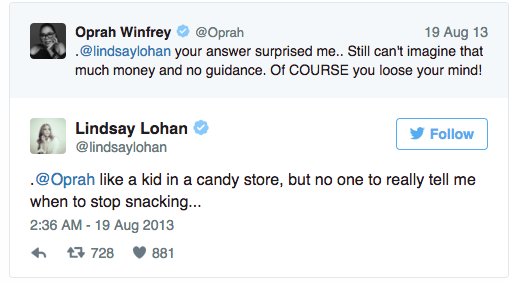 Oprah Winfrey @Oprah 19 Aug 13
.@lindsaylohan your answer surprised me.. Still can't imagine that
much money and no guidance. Of COURSE you loose your mind!
Lindsay Lohan
@lindsaylohan
Follow
.@Oprah like a kid in a candy store, but no one to really tell me
when to stop snacking...
2:36 AM - 19 Aug 2013
728 881